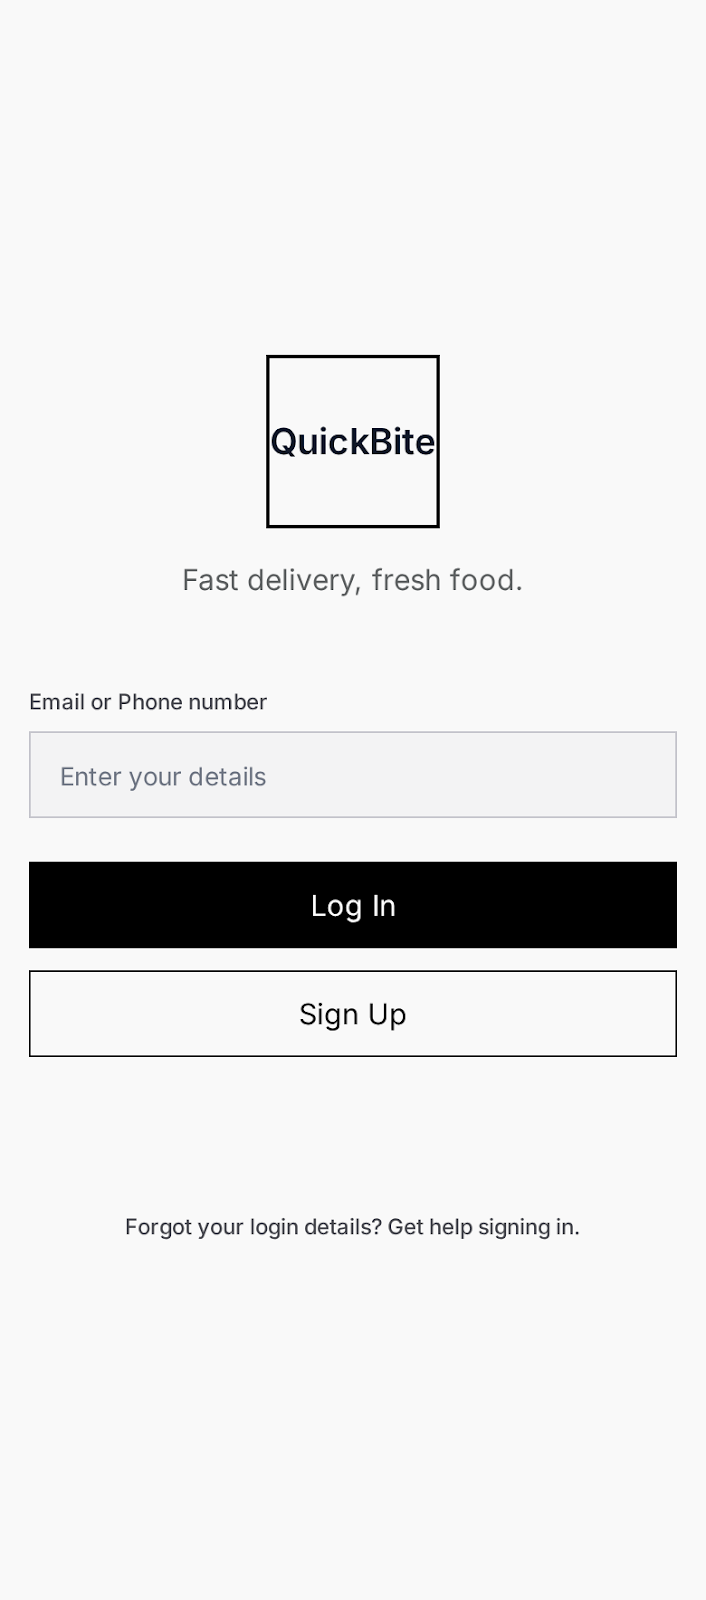 QuickBite
Fast delivery, fresh food.
Email or Phone number
Enter your details
Log In
Sign Up
Forgot your login details? Get help signing in.